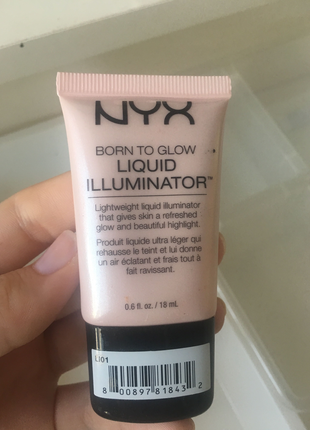 NYX
BORN TO GLOW
LIQUID
ILLUMINATOR™
Lightweight liquid illuminator
that gives skin a refreshed
glow and beautiful highlight.
Produit liquide ultra léger qui
rehausse le teint et lui donne
un air éclatant et frais tout à
fait ravissant.
0.6 fl. oz. / 18 mL
LI01
8 00897 81843 2